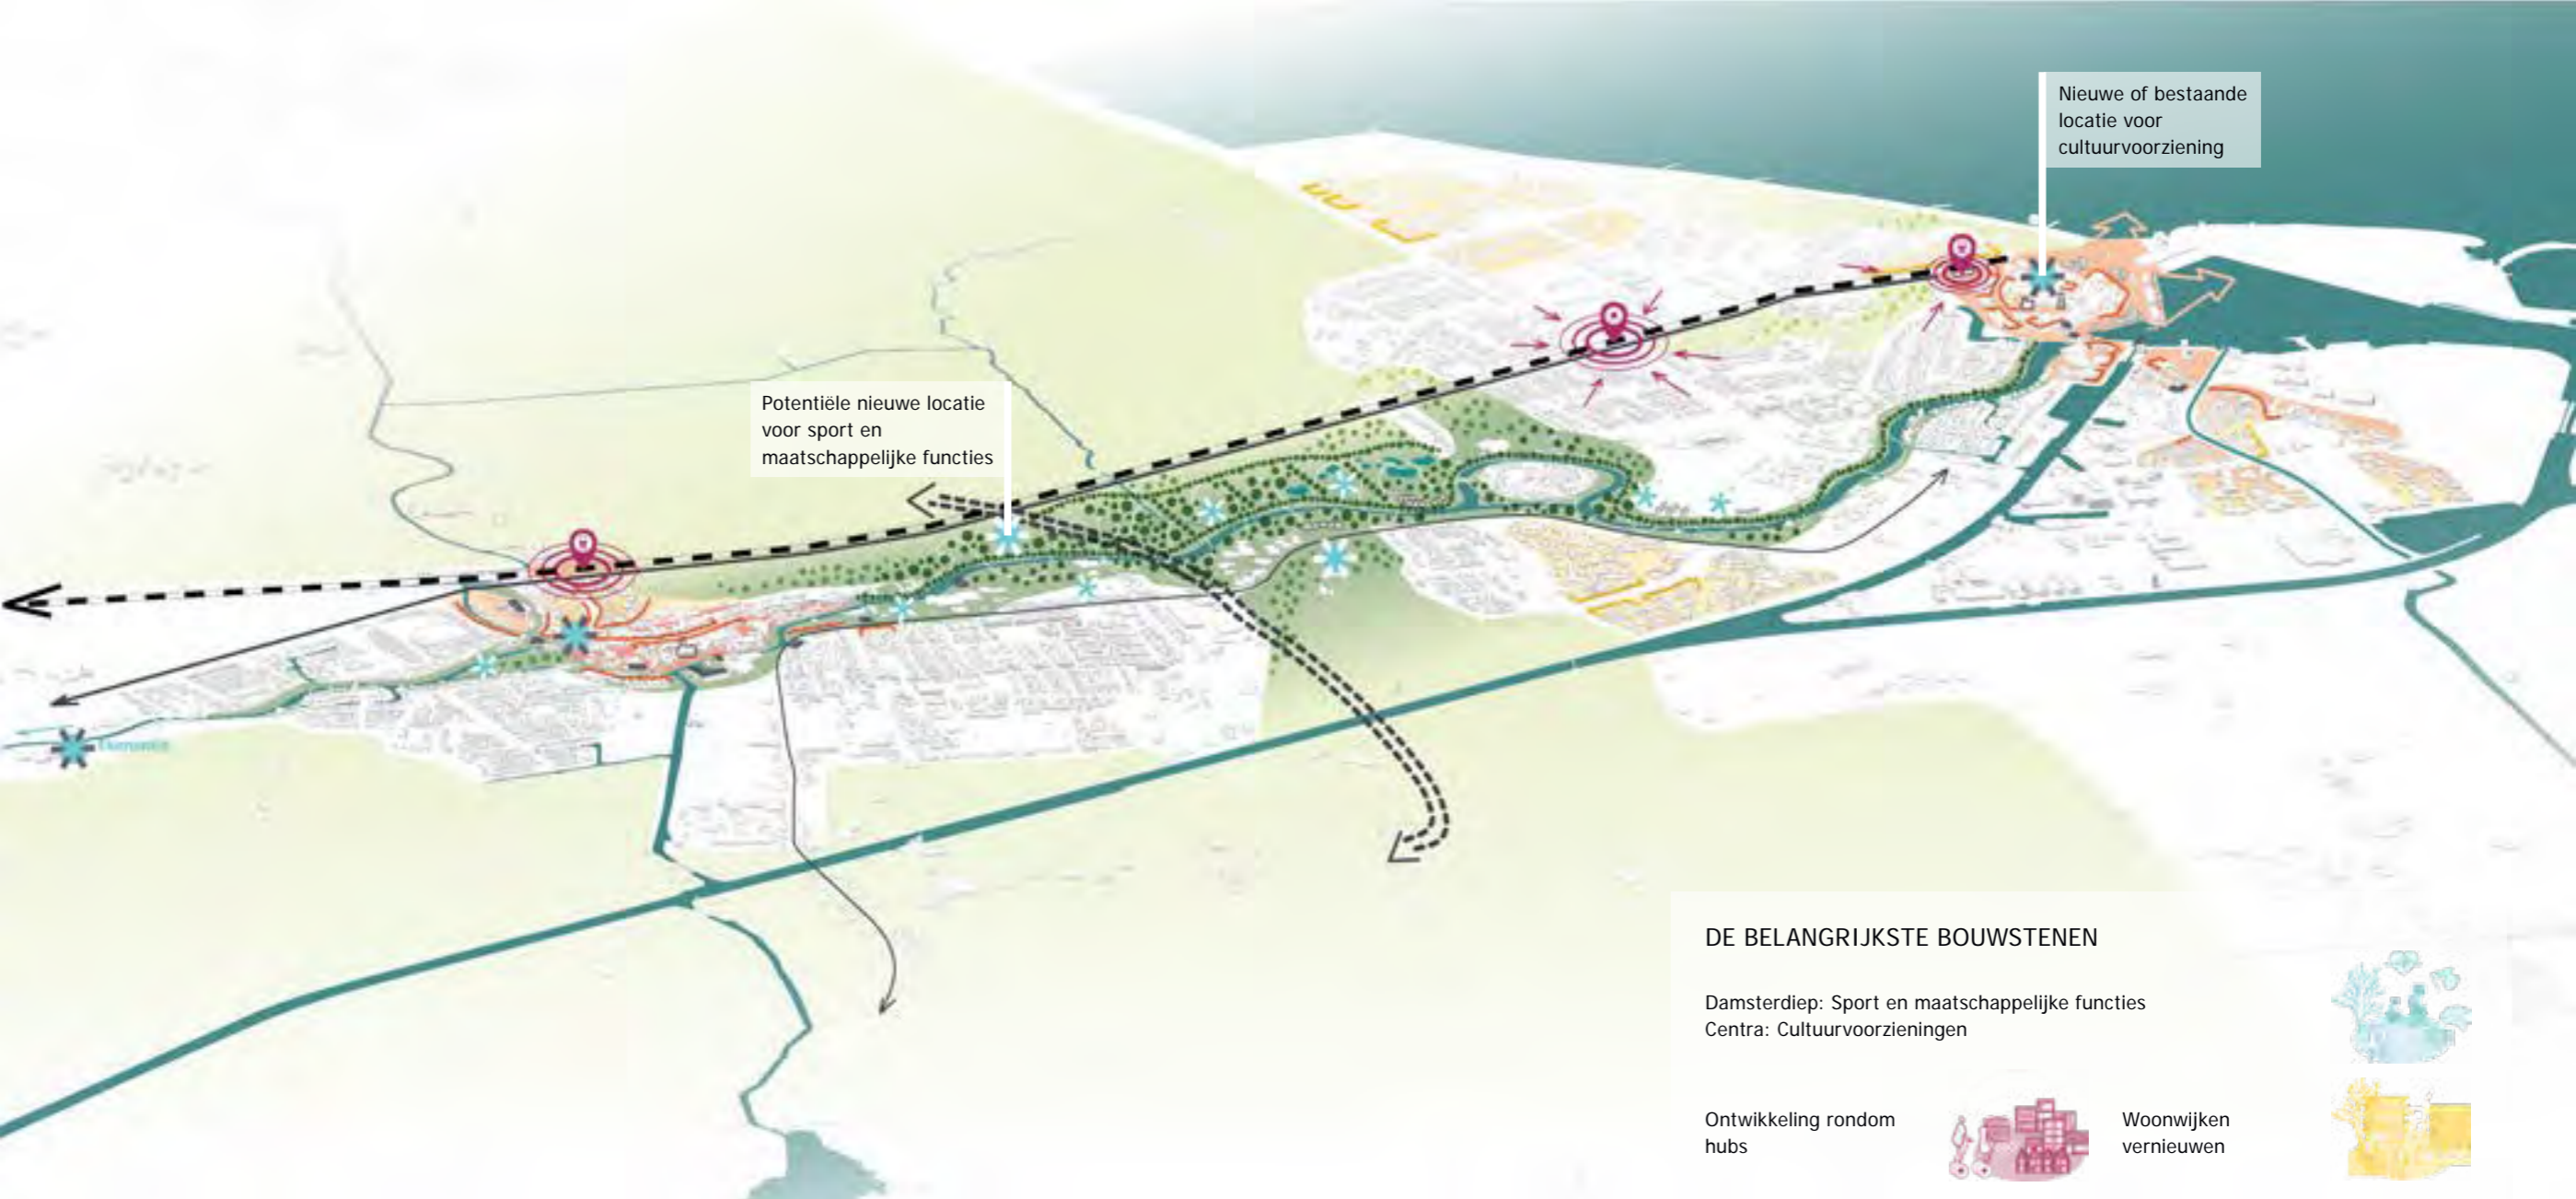 Nieuwe of bestaande
locatie voor
cultuurvoorziening
Potentiële nieuwe locatie
voor sport en
maatschappelijke functies
DE BELANGRIJKSTE BOUWSTENEN
Damsterdiep: Sport en maatschappelijke functies
Centra: Cultuurvoorzieningen
Ontwikkeling rondom
hubs
Woonwijken
vernieuwen